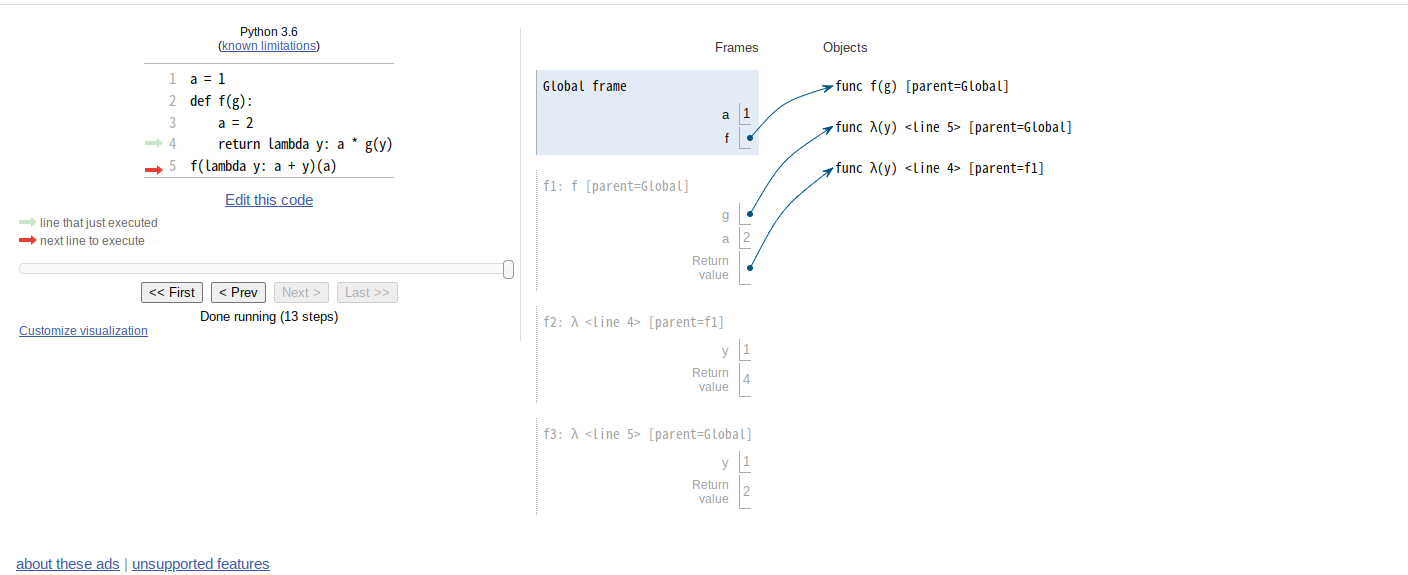 Python 3.6
(known limitations)
1 a = 1
2 def f(g):
3     a = 2
4     return lambda y: a * g(y)
5 f(lambda y: a + y)(a)
Edit this code
line that just executed
next line to execute
<< First < Prev Next > Last >>
Done running (13 steps)
Customize visualization
Frames Objects
Global frame
a 1
f
func f(g) [parent=Global]
func λ(y) <line 5> [parent=Global]
func λ(y) <line 4> [parent=f1]
f1: f [parent=Global]
g
a 2
Return
value
f2: λ <line 4> [parent=f1]
y 1
Return
value 4
f3: λ <line 5> [parent=Global]
y 1
Return
value 2
about these ads | unsupported features